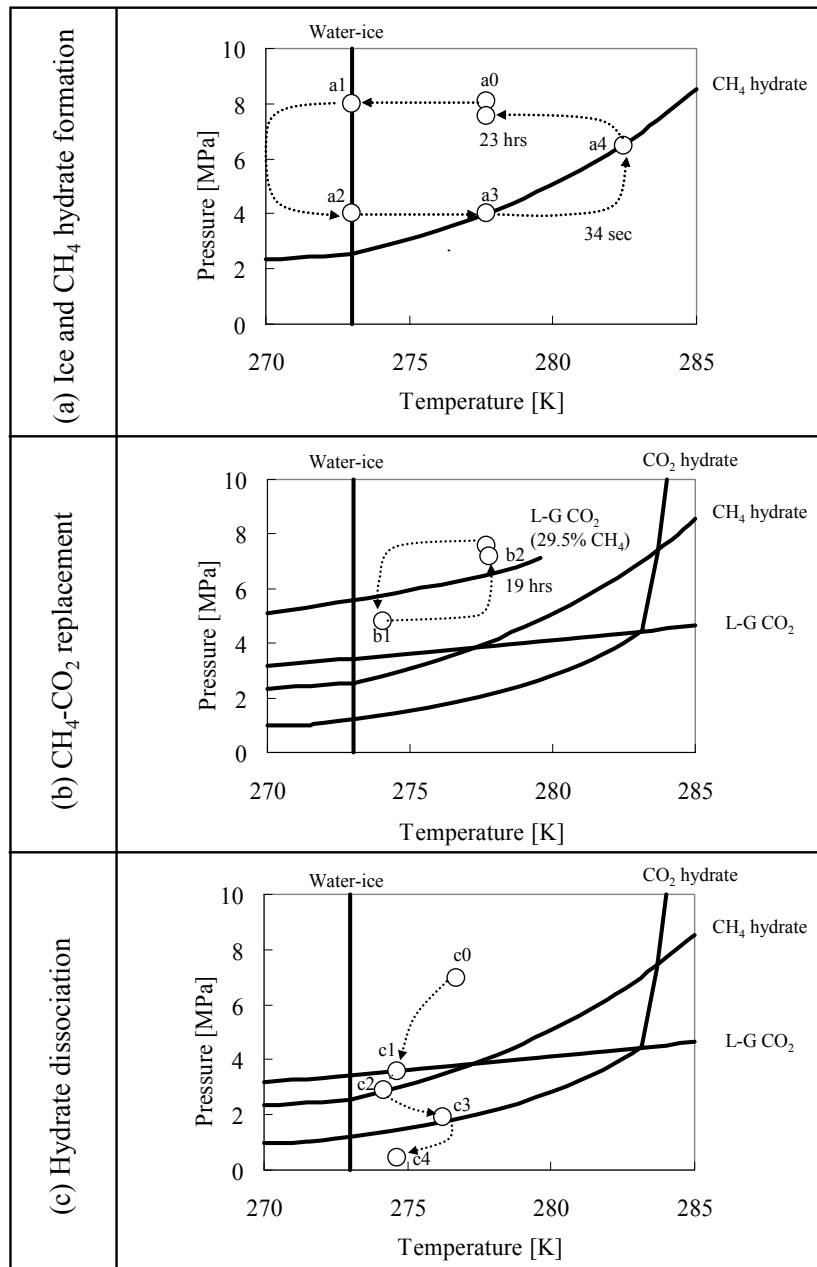 (a) Ice and CH₄ hydrate formation
Water-ice
CH₄ hydrate
Pressure [MPa]
10
8
6
4
2
0
a1
a0
23 hrs
a4
a2
a3
34 sec
270
275
280
285
Temperature [K]
(b) CH₄-CO₂ replacement
Water-ice
CO₂ hydrate
CH₄ hydrate
L-G CO₂
(29.5% CH₄)
L-G CO₂
Pressure [MPa]
10
8
6
4
2
0
b2
19 hrs
b1
270
275
280
285
Temperature [K]
(c) Hydrate dissociation
Water-ice
CO₂ hydrate
CH₄ hydrate
L-G CO₂
Pressure [MPa]
10
8
6
4
2
0
c0
c1
c2
c3
c4
270
275
280
285
Temperature [K]